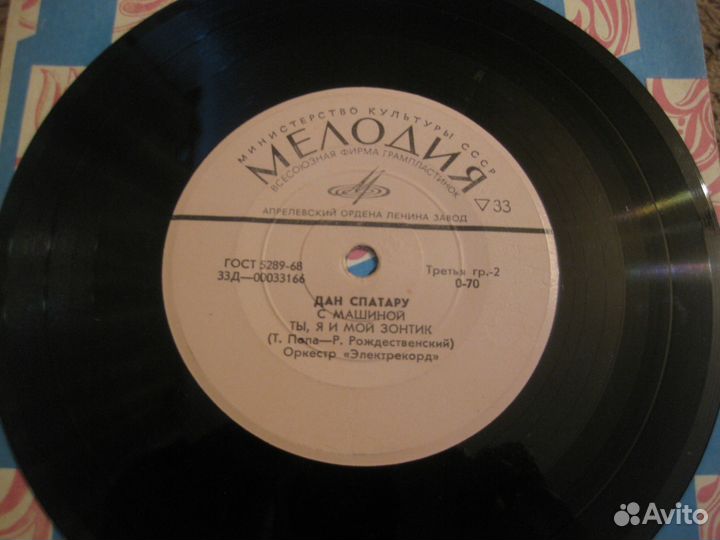 МИНИСТЕРСТВО КУЛЬТУРЫ СССР
МЕЛОДИЯ
ВСЕСОЮЗНАЯ ФИРМА ГРАМПЛАСТИНОК
▽33
АПРЕЛЕВСКИЙ ОРДЕНА ЛЕНИНА ЗАВОД
ГОСТ 5289-68
33Д—00033166
Третья гр.-2
0-70
ДАН СПАТАРУ
С МАШИНОЙ
ТЫ, Я И МОЙ ЗОНТИК
(Т. Попа—Р. Рождественский)
Оркестр «Электрекорд»
Avito